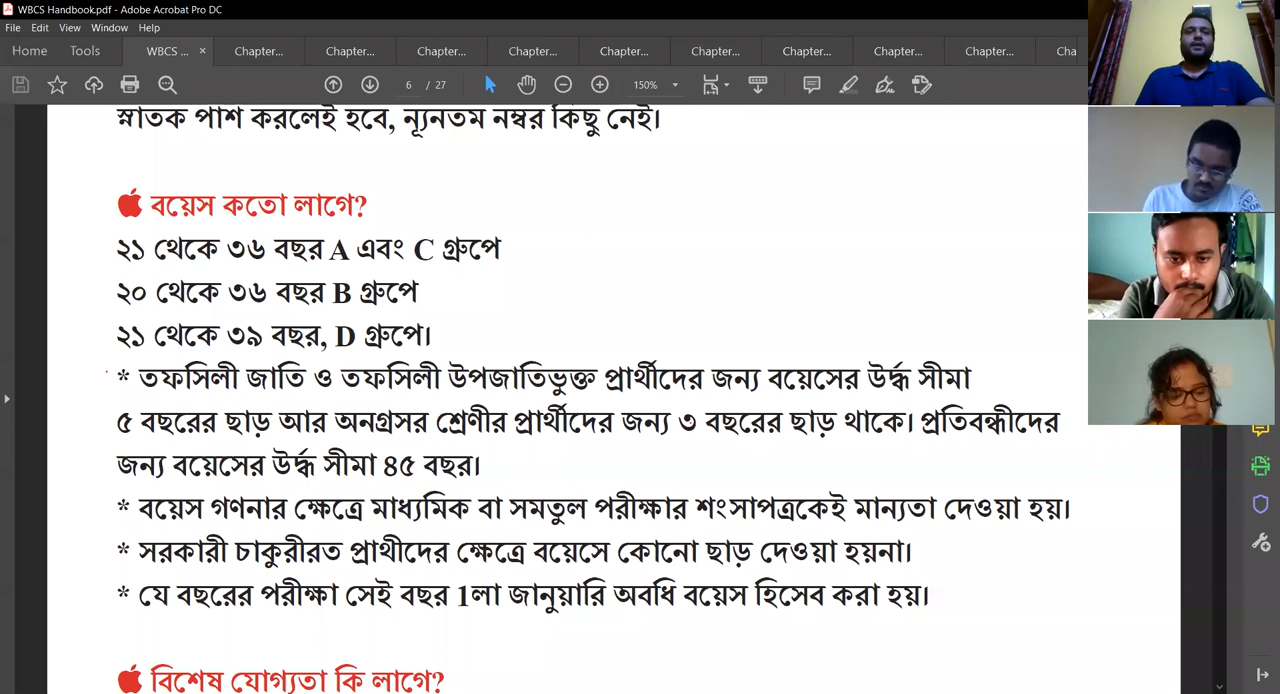 WBCS Handbook.pdf - Adobe Acrobat Pro DC
File Edit View Window Help
Home Tools WBCS ... × Chapter... Chapter... Chapter... Chapter... Chapter... Chapter... Chapter... Chapter... Chapter... Cha
6 / 27 150%
স্নাতক পাশ করলেই হবে, ন্যূনতম নম্বর কিছু নেই।
বয়েস কতো লাগে?
২১ থেকে ৩৬ বছর A এবং C গ্রুপে
২০ থেকে ৩৬ বছর B গ্রুপে
২১ থেকে ৩৯ বছর, D গ্রুপে।
* তফসিলী জাতি ও তফসিলী উপজাতিভুক্ত প্রার্থীদের জন্য বয়েসের উর্দ্ধ সীমা
৫ বছরের ছাড় আর অনগ্রসর শ্রেণীর প্রার্থীদের জন্য ৩ বছরের ছাড় থাকে। প্রতিবন্ধীদের
জন্য বয়েসের উর্দ্ধ সীমা ৪৫ বছর।
* বয়েস গণনার ক্ষেত্রে মাধ্যমিক বা সমতুল পরীক্ষার শংসাপত্রকেই মান্যতা দেওয়া হয়।
* সরকারী চাকুরীরত প্রাথীদের ক্ষেত্রে বয়েসে কোনো ছাড় দেওয়া হয়না।
* যে বছরের পরীক্ষা সেই বছর 1লা জানুয়ারি অবধি বয়েস হিসেব করা হয়।
বিশেষ যোগ্যতা কি লাগে?